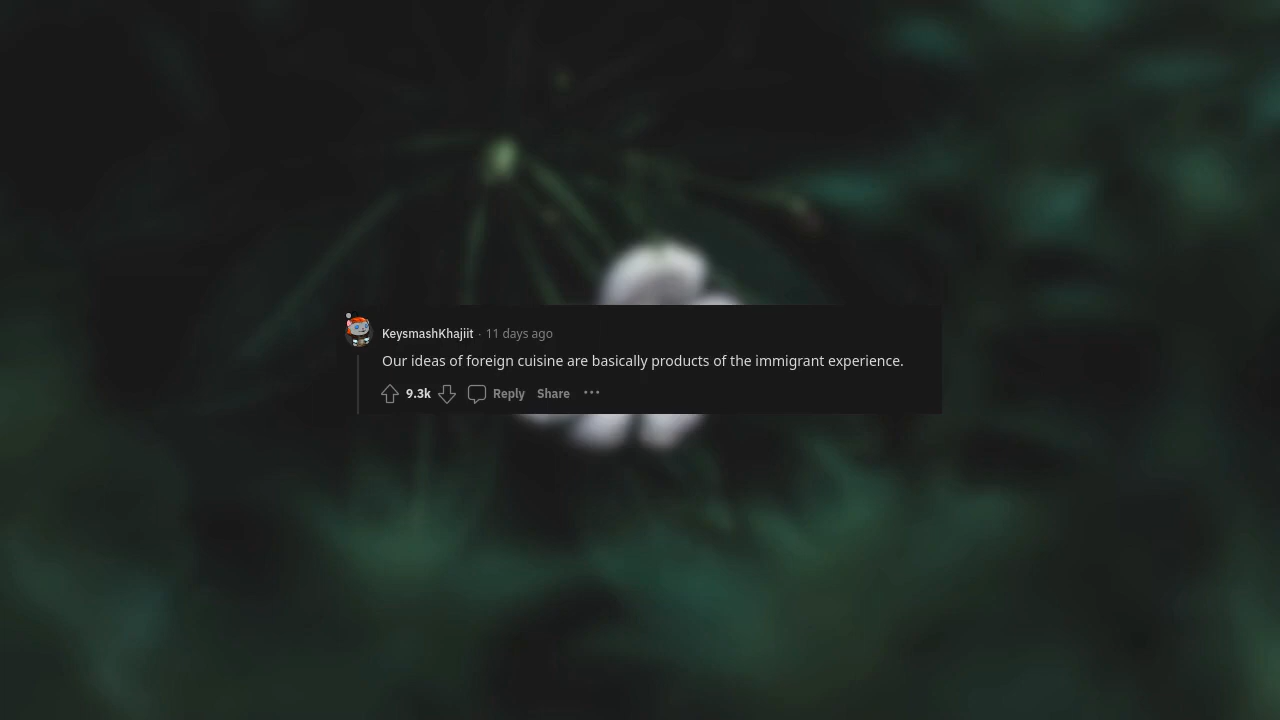 KeysmashKhajiit · 11 days ago
Our ideas of foreign cuisine are basically products of the immigrant experience.
9.3k Reply Share ···